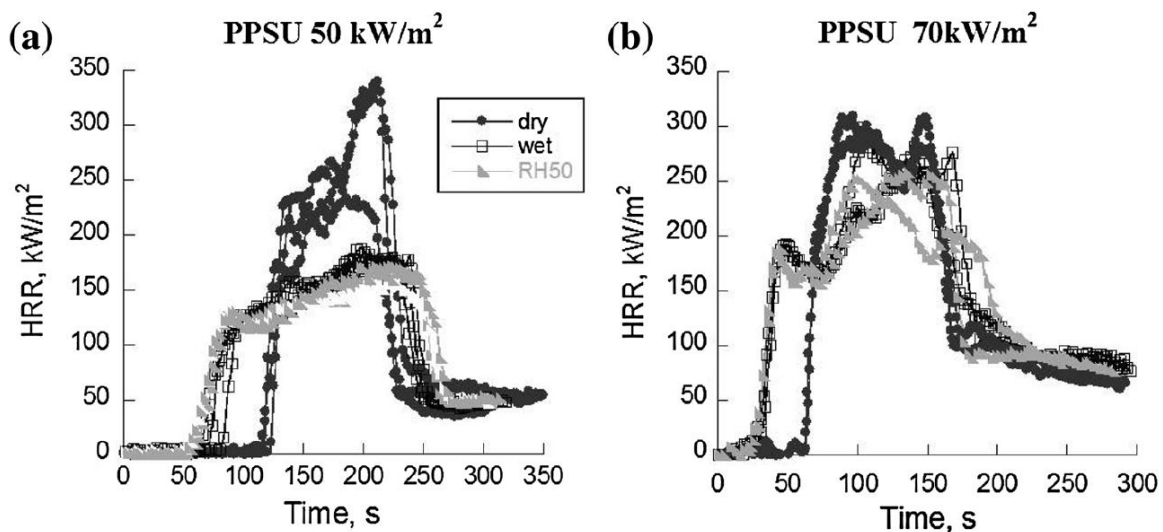 (a) PPSU 50 kW/m²
HRR, kW/m²
350
300
250
200
150
100
50
0
0 50 100 150 200 250 300 350
Time, s
dry
wet
RH50
(b) PPSU 70kW/m²
HRR, kW/m²
350
300
250
200
150
100
50
0
0 50 100 150 200 250 300
Time, s